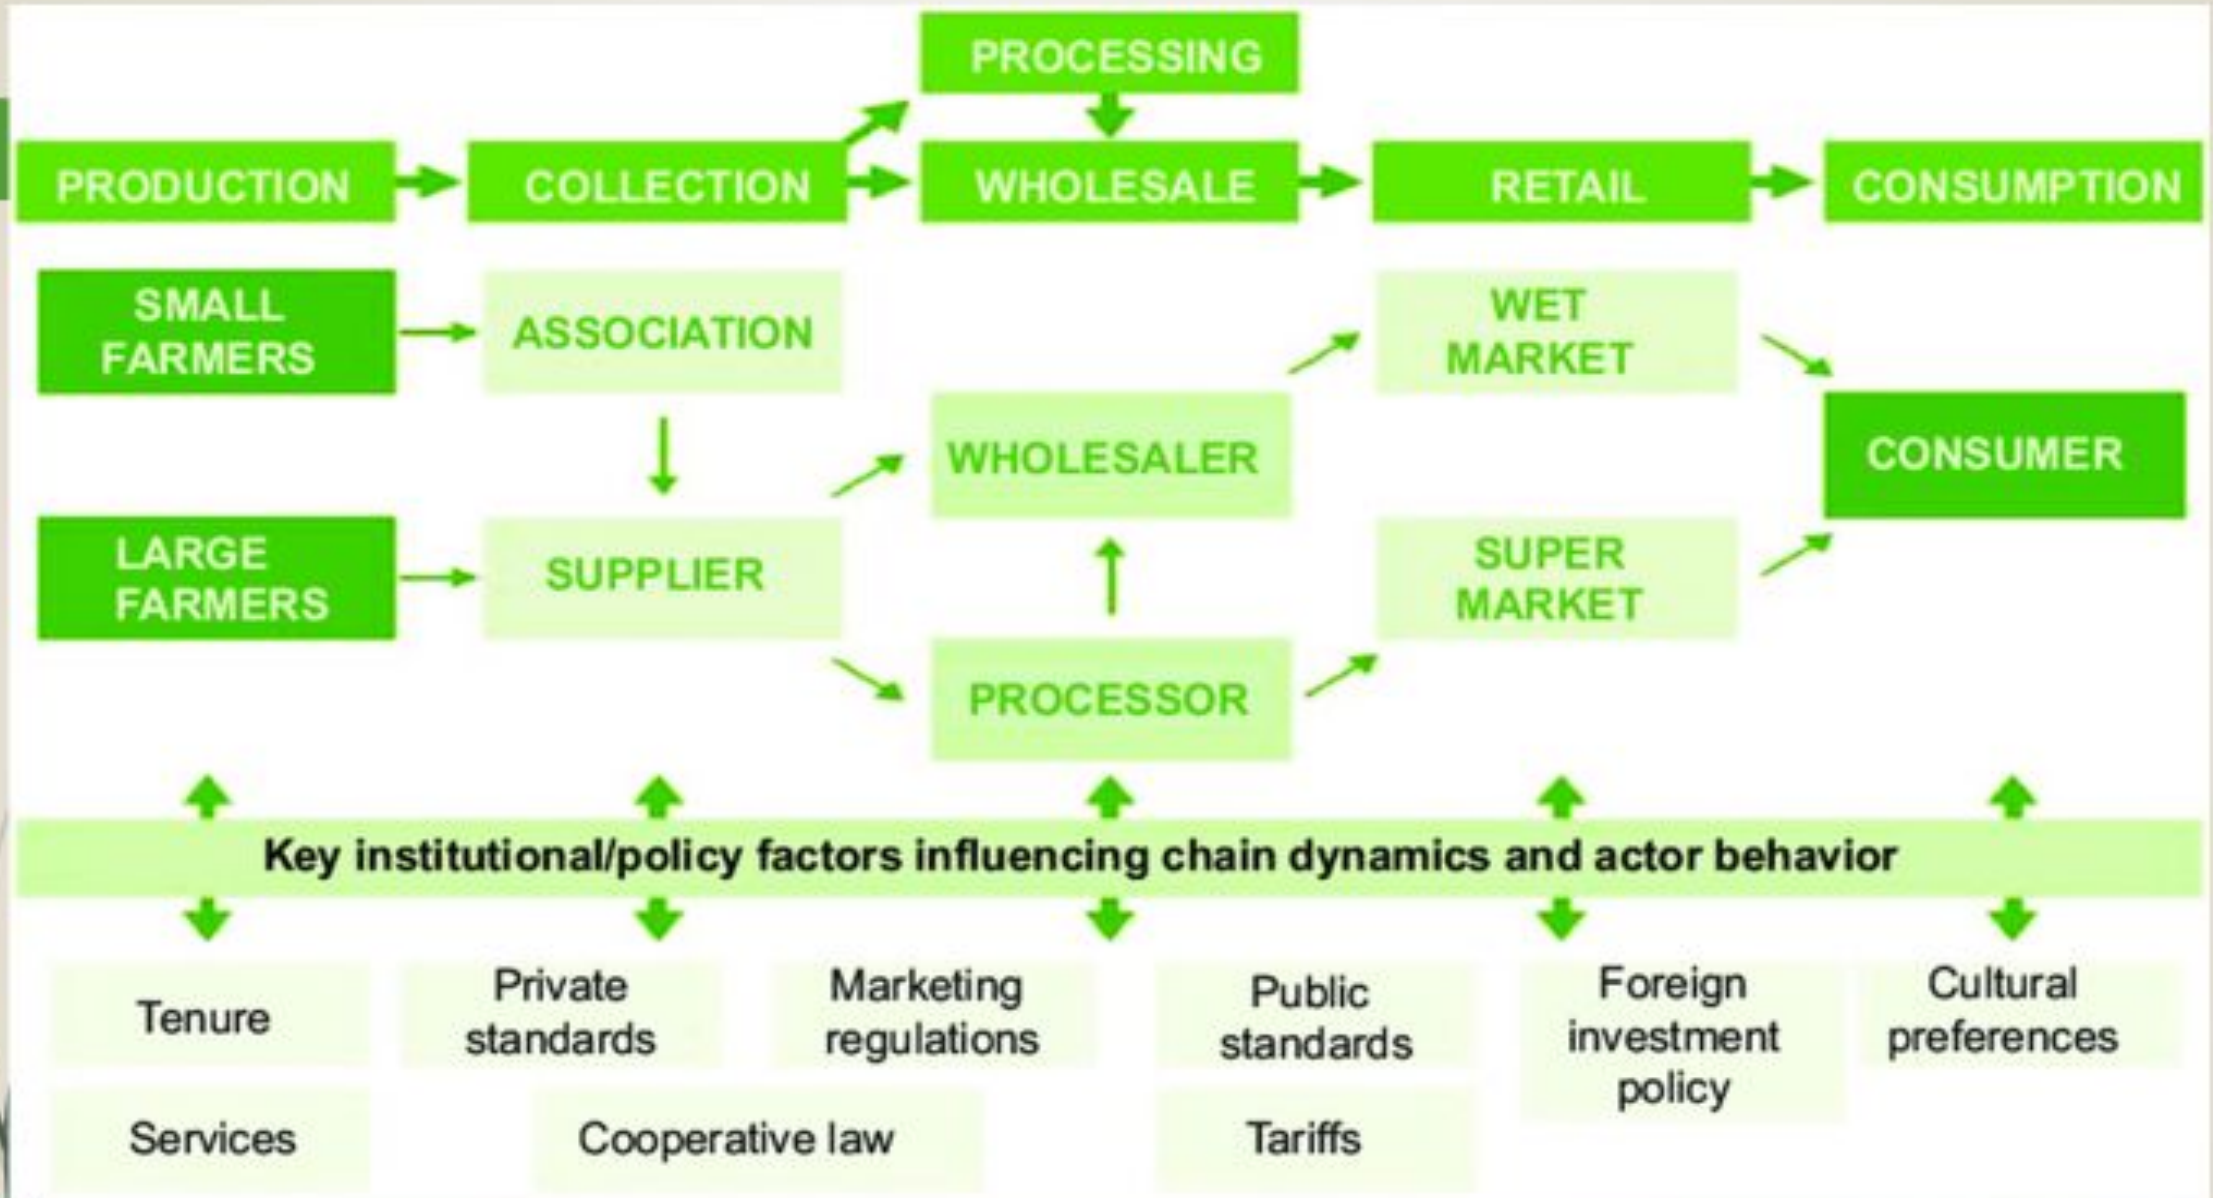 PROCESSING
PRODUCTION
COLLECTION
WHOLESALE
RETAIL
CONSUMPTION
SMALL
FARMERS
ASSOCIATION
WET
MARKET
WHOLESALER
CONSUMER
LARGE
FARMERS
SUPPLIER
SUPER
MARKET
PROCESSOR
Key institutional/policy factors influencing chain dynamics and actor behavior
Tenure
Private
standards
Marketing
regulations
Public
standards
Foreign
investment
policy
Cultural
preferences
Services
Cooperative law
Tariffs